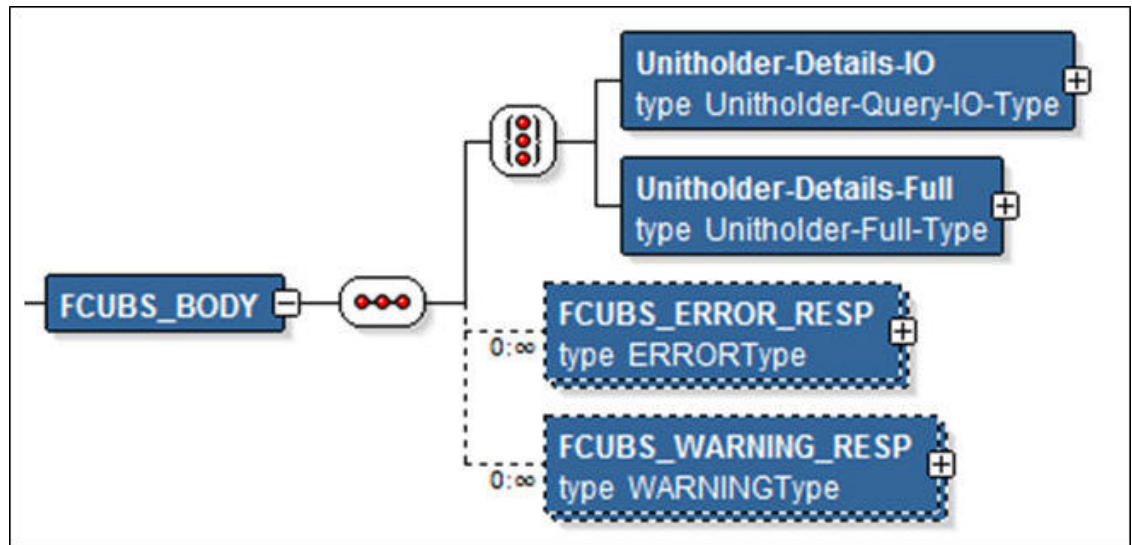 Unitholder-Details-IO
type Unitholder-Query-IO-Type
Unitholder-Details-Full
type Unitholder-Full-Type
FCUBS_BODY
FCUBS_ERROR_RESP
0:∞
type ERRORType
FCUBS_WARNING_RESP
0:∞
type WARNINGType